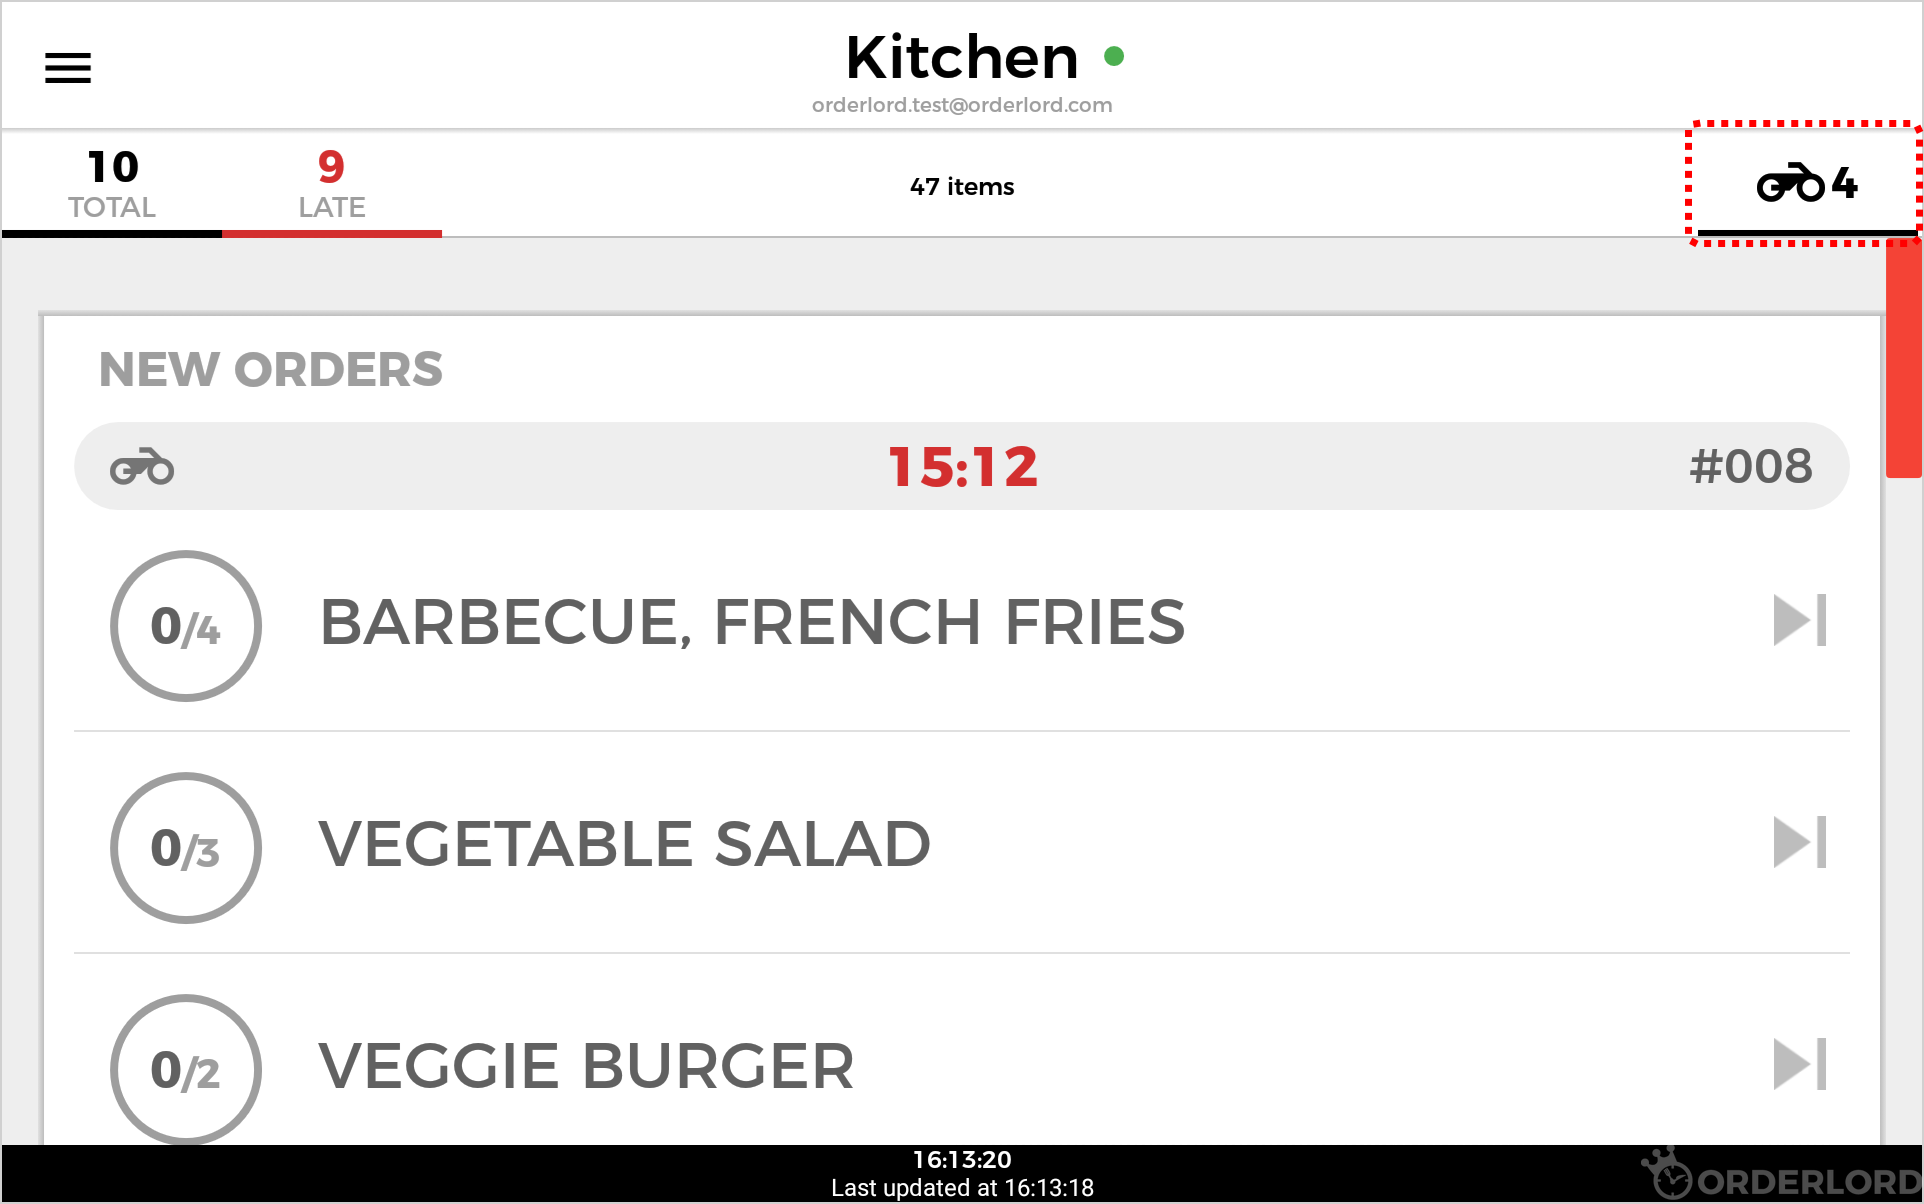 Kitchen
orderlord.test@orderlord.com
10
TOTAL
9
LATE
47 items
4
NEW ORDERS
15:12
#008
0/4
BARBECUE, FRENCH FRIES
0/3
VEGETABLE SALAD
0/2
VEGGIE BURGER
16:13:20
Last updated at 16:13:18
ORDERLORD